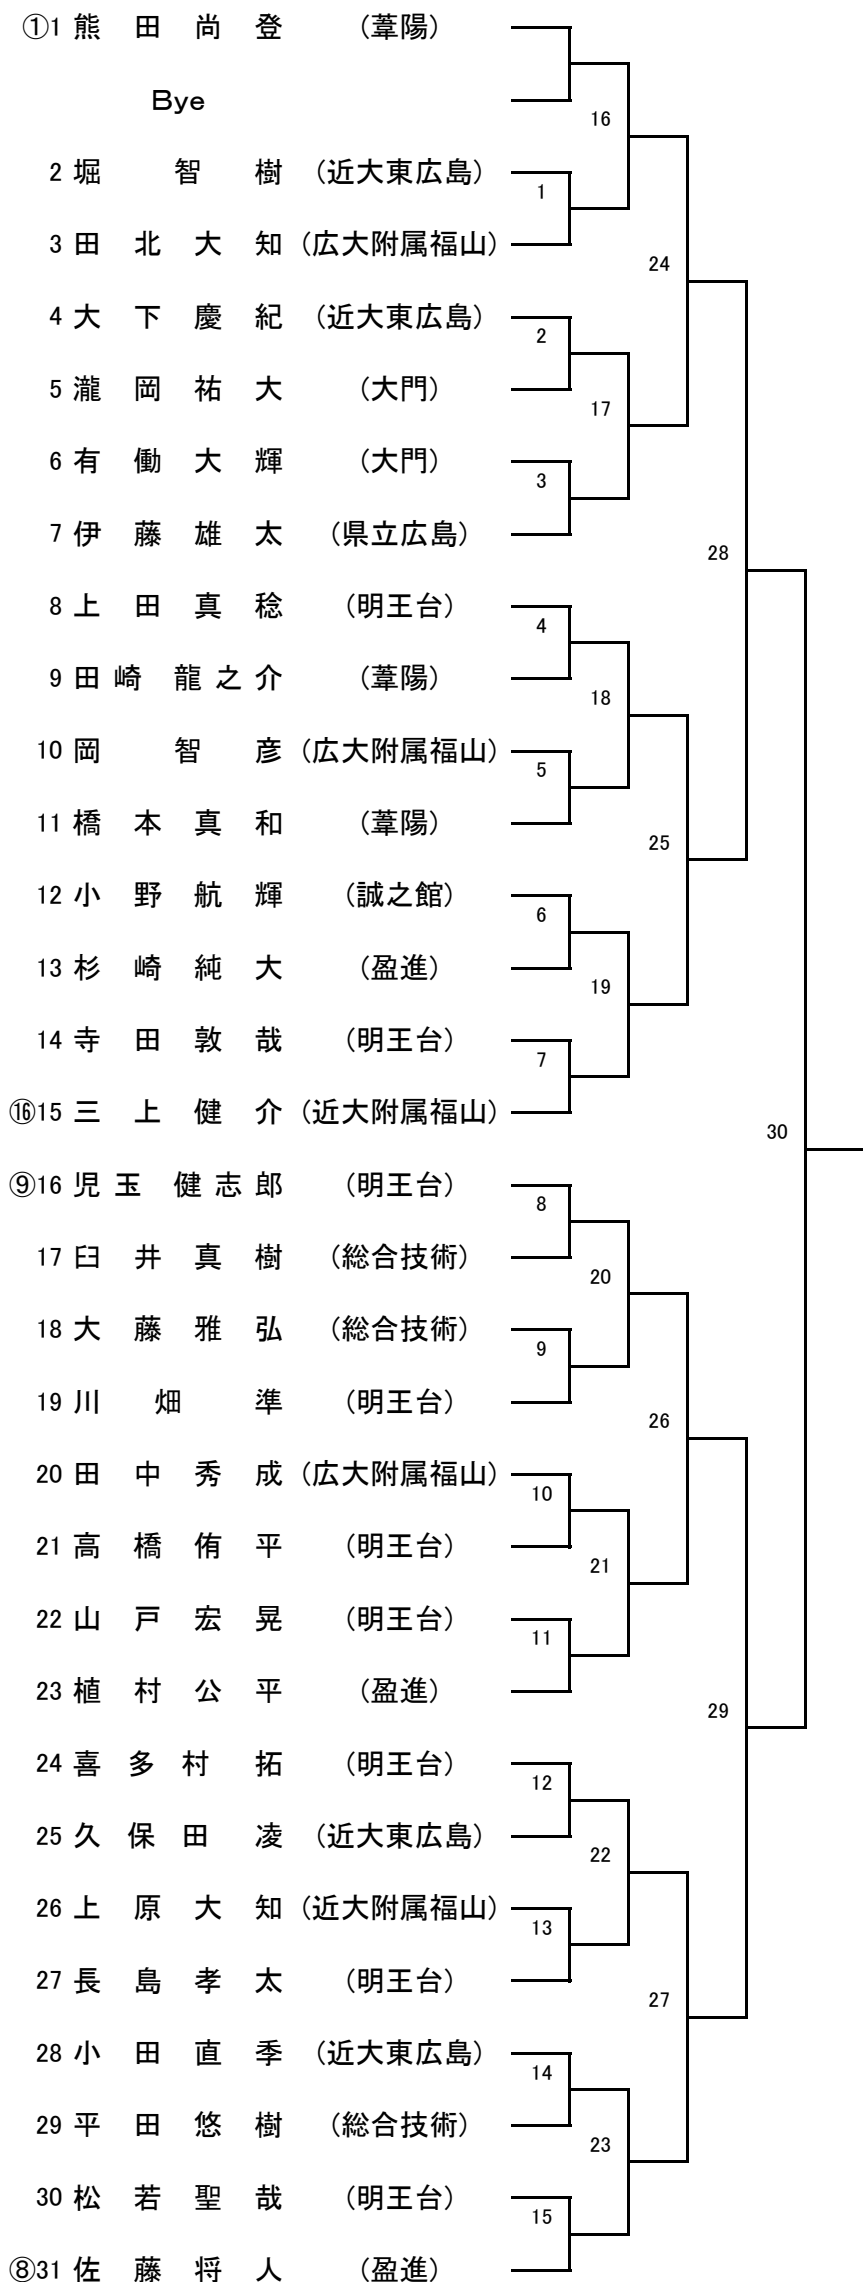 ①1 熊田尚登 (葦陽)
Bye
16
2 堀智樹 (近大東広島)
1
3 田北大知 (広大附属福山)
24
4 大下慶紀 (近大東広島)
2
5 瀧岡祐大 (大門)
17
6 有働大輝 (大門)
3
7 伊藤雄太 (県立広島)
28
8 上田真稔 (明王台)
4
9 田崎龍之介 (葦陽)
18
10 岡智彦 (広大附属福山)
5
11 橋本真和 (葦陽)
25
12 小野航輝 (誠之館)
6
13 杉崎純大 (盈進)
19
14 寺田敦哉 (明王台)
7
⑯15 三上健介 (近大附属福山)
30
⑨16 児玉健志郎 (明王台)
8
17 臼井真樹 (総合技術)
20
18 大藤雅弘 (総合技術)
9
19 川畑準 (明王台)
26
20 田中秀成 (広大附属福山)
10
21 高橋侑平 (明王台)
21
22 山戸宏晃 (明王台)
11
23 植村公平 (盈進)
29
24 喜多村拓 (明王台)
12
25 久保田凌 (近大東広島)
22
26 上原大知 (近大附属福山)
13
27 長島孝太 (明王台)
27
28 小田直季 (近大東広島)
14
29 平田悠樹 (総合技術)
23
30 松若聖哉 (明王台)
15
⑧31 佐藤将人 (盈進)